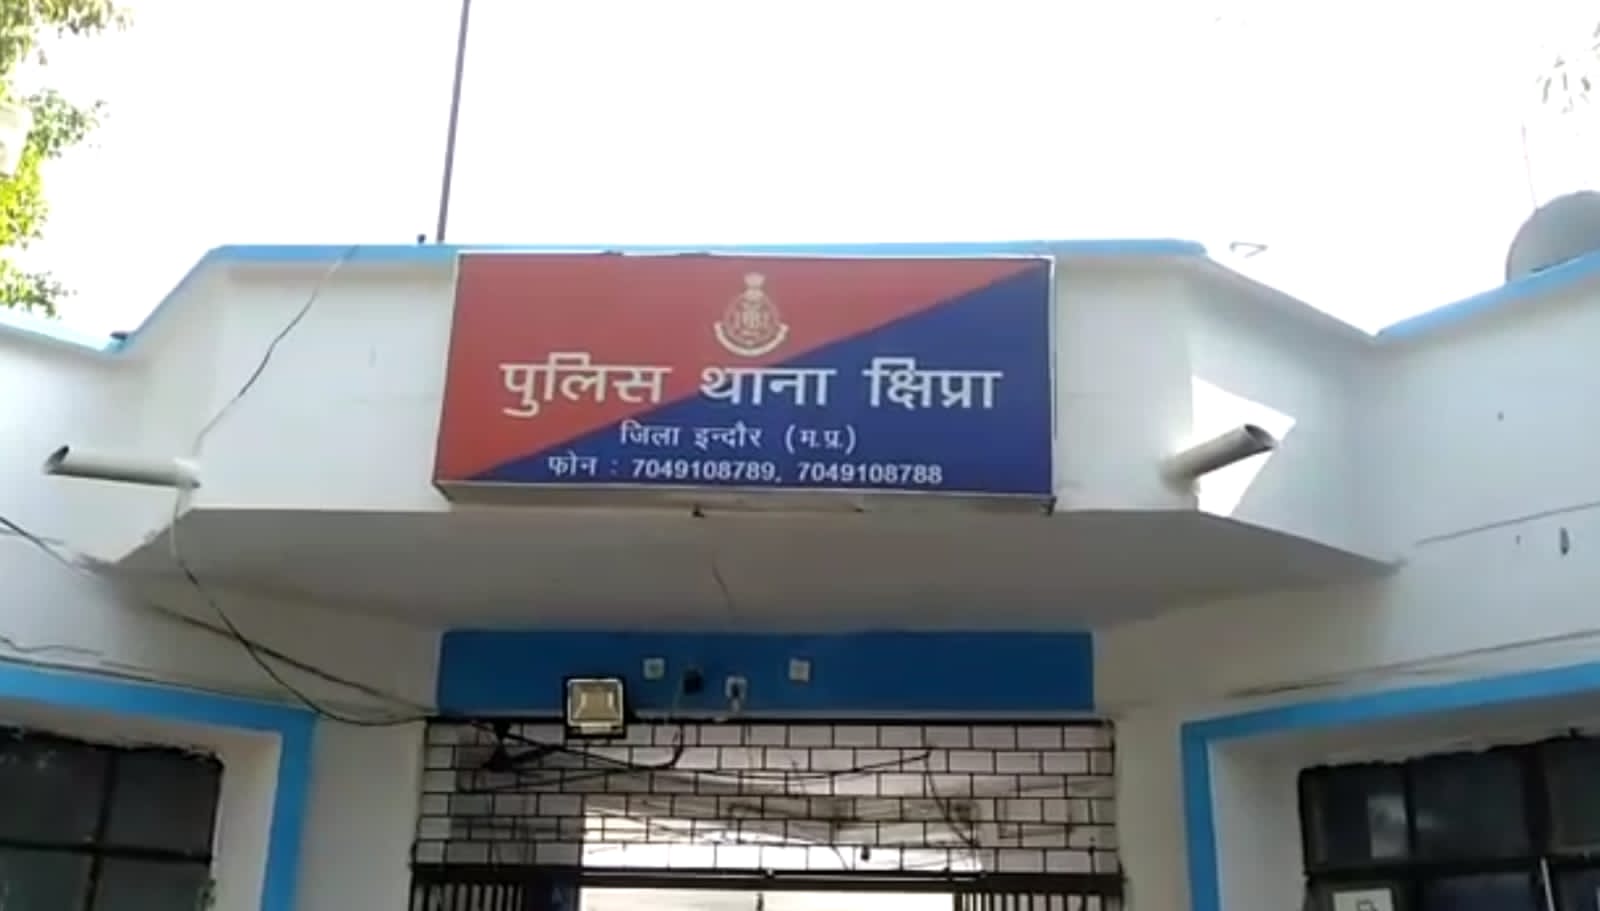 पुलिस थाना क्षिप्रा
जिला इन्दौर (म.प्र.)
फोन : 7049108789, 7049108788